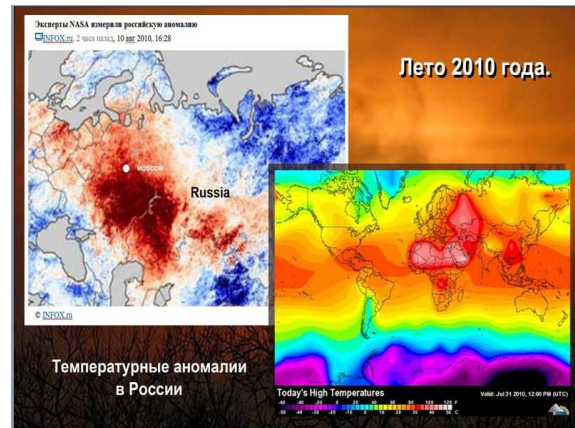 Эксперты NASA измерили российскую аномалию
INFOX.ru, 2 часа назад, 10 авг 2010, 16:28
Лето 2010 года.
MOSCOW
Russia
© INFOX.ru
Температурные аномалии
в России
Today's High Temperatures
Valid: Jul 31 2010, 12:00 PM (UTC)